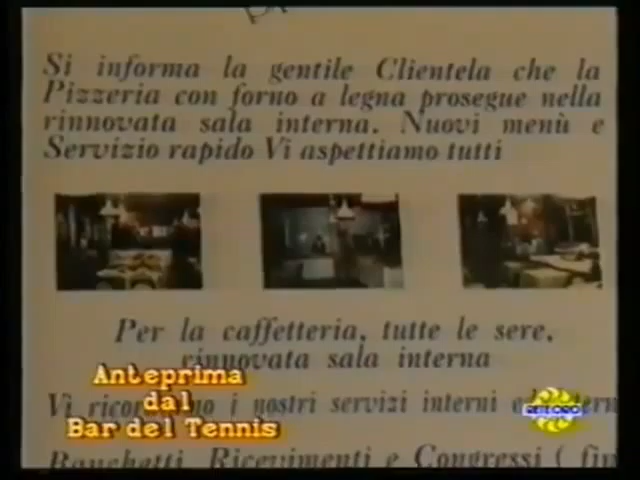 Si informa la gentile Clientela che la
Pizzeria con forno a legna prosegue nella
rinnovata sala interna. Nuovi menù e
Servizio rapido Vi aspettiamo tutti
Per la caffetteria, tutte le sere,
rinnovata sala interna
Anteprima
dal
Bar del Tennis
Vi i nostri servizi interni
RETEORO
Banchetti, Ricevimenti e Congressi ( fin